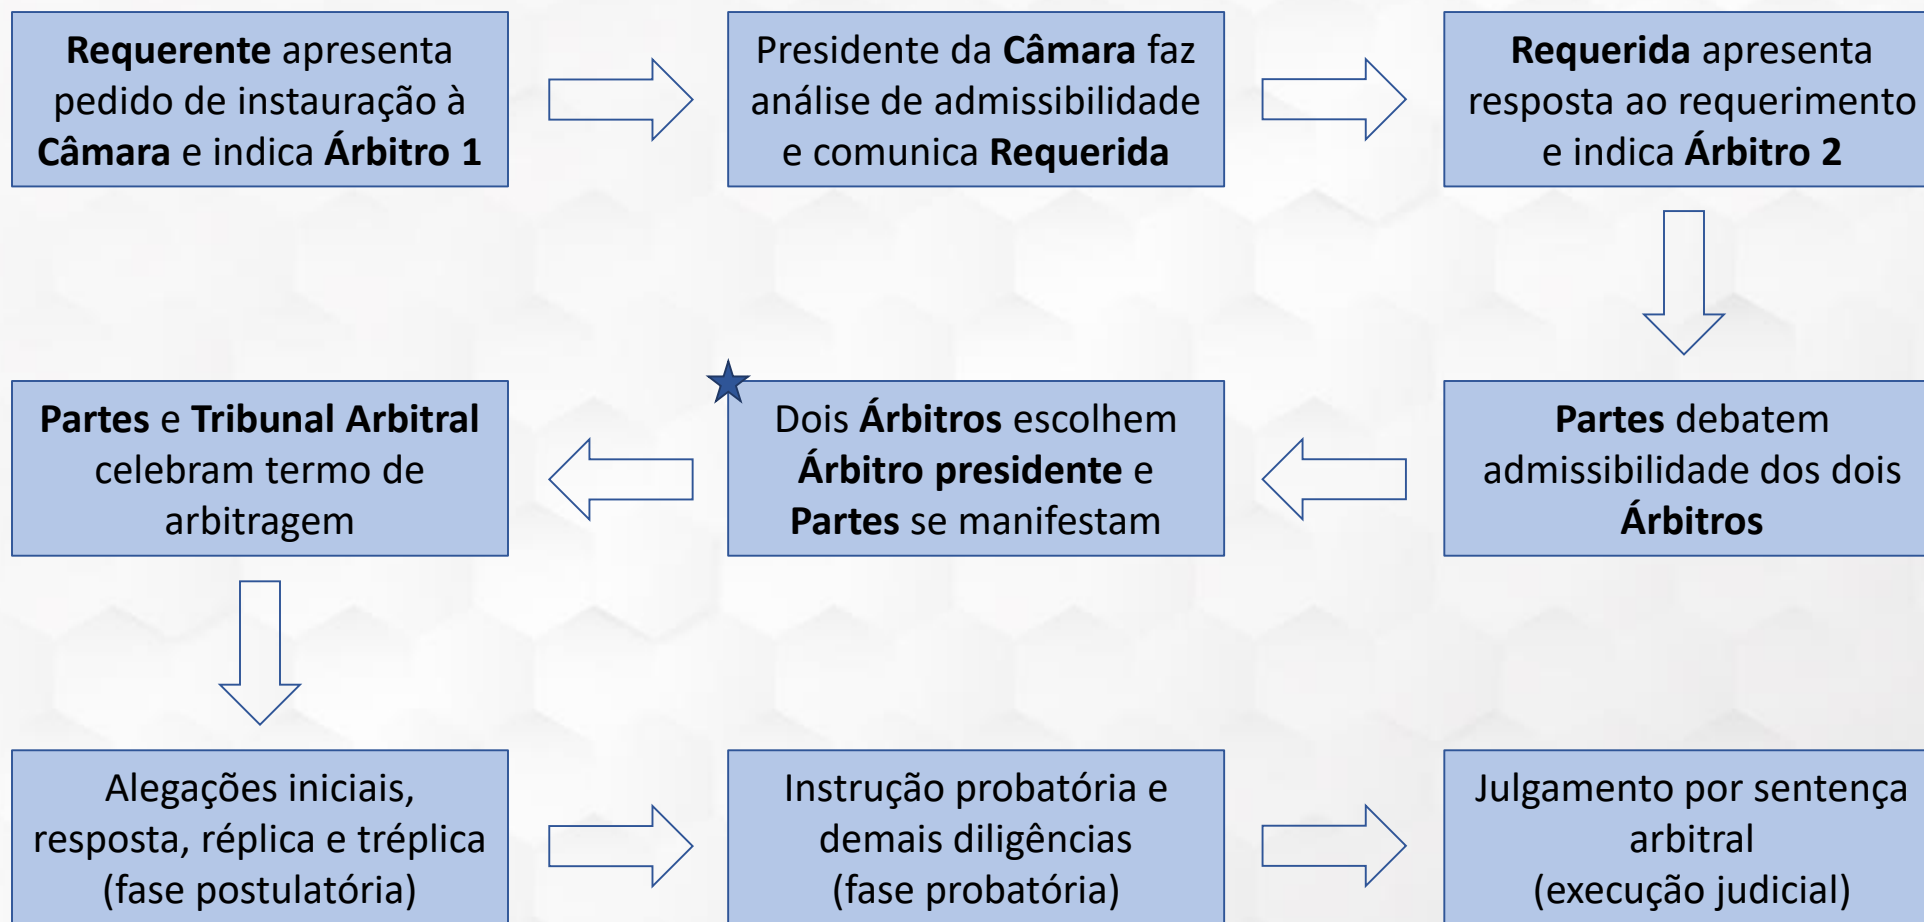 Requerente apresenta
pedido de instauração à
Câmara e indica Árbitro 1
Presidente da Câmara faz
análise de admissibilidade
e comunica Requerida
Requerida apresenta
resposta ao requerimento
e indica Árbitro 2
Partes debatem
admissibilidade dos dois
Árbitros
Dois Árbitros escolhem
Árbitro presidente e
Partes se manifestam
Partes e Tribunal Arbitral
celebram termo de
arbitragem
Alegações iniciais,
resposta, réplica e tréplica
(fase postulatória)
Instrução probatória e
demais diligências
(fase probatória)
Julgamento por sentença
arbitral
(execução judicial)